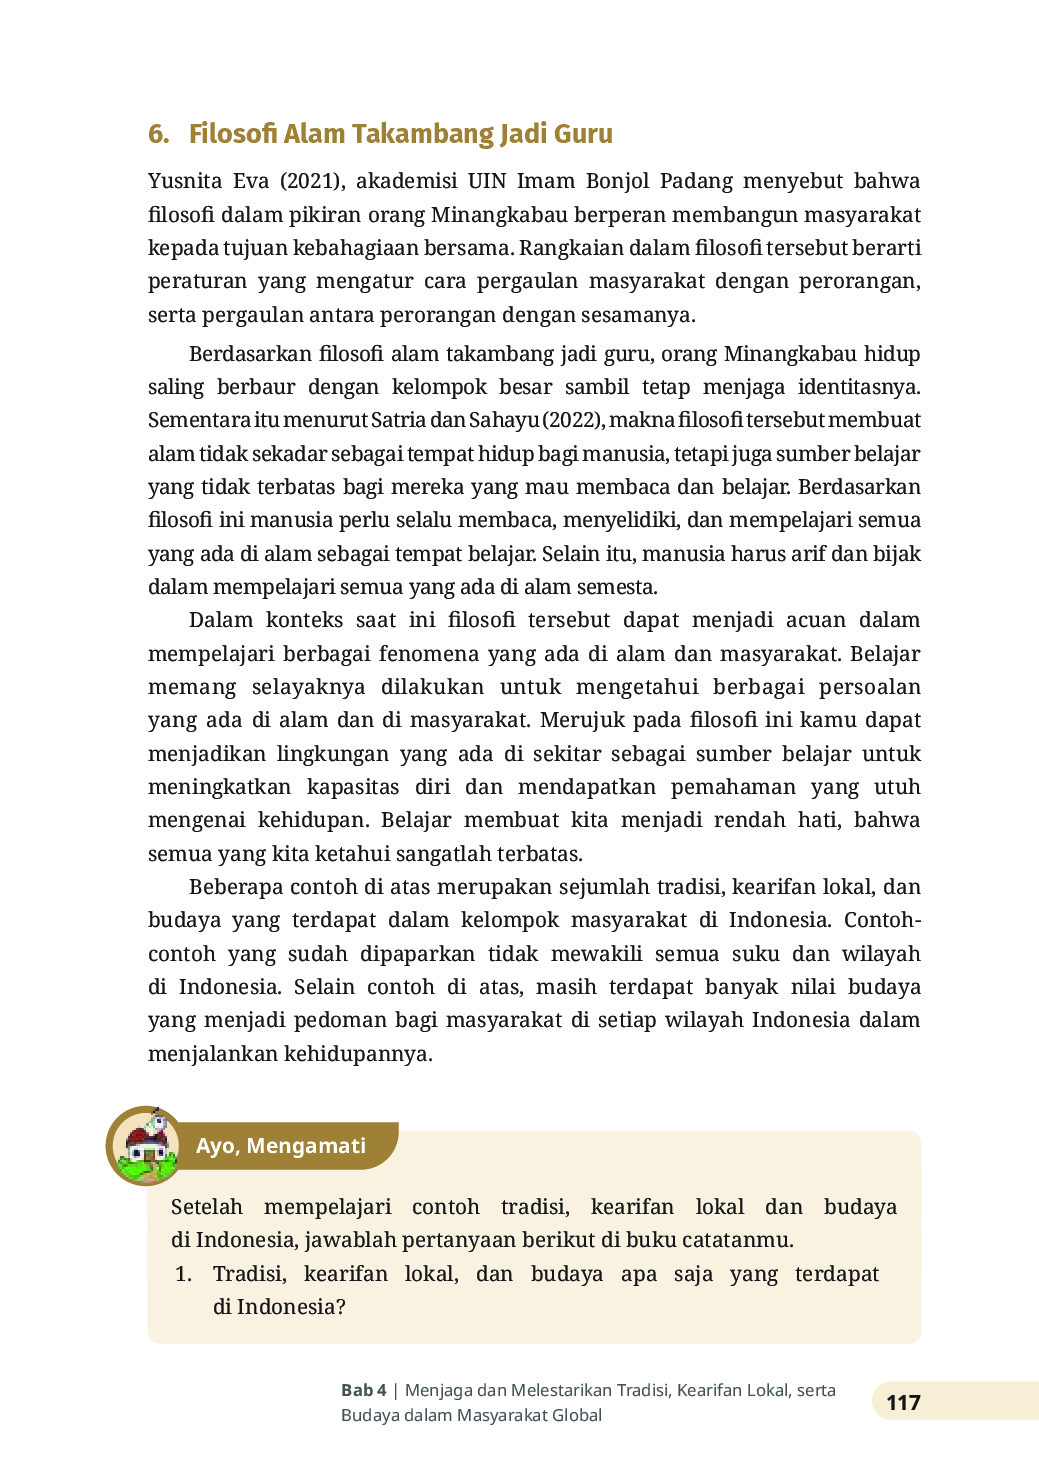 6. Filosofi Alam Takambang Jadi Guru
Yusnita Eva (2021), akademisi UIN Imam Bonjol Padang menyebut bahwa
filosofi dalam pikiran orang Minangkabau berperan membangun masyarakat
kepada tujuan kebahagiaan bersama. Rangkaian dalam filosofi tersebut berarti
peraturan yang mengatur cara pergaulan masyarakat dengan perorangan,
serta pergaulan antara perorangan dengan sesamanya.
Berdasarkan filosofi alam takambang jadi guru, orang Minangkabau hidup
saling berbaur dengan kelompok besar sambil tetap menjaga identitasnya.
Sementara itu menurut Satria dan Sahayu (2022), makna filosofi tersebut membuat
alam tidak sekadar sebagai tempat hidup bagi manusia, tetapi juga sumber belajar
yang tidak terbatas bagi mereka yang mau membaca dan belajar. Berdasarkan
filosofi ini manusia perlu selalu membaca, menyelidiki, dan mempelajari semua
yang ada di alam sebagai tempat belajar. Selain itu, manusia harus arif dan bijak
dalam mempelajari semua yang ada di alam semesta.
Dalam konteks saat ini filosofi tersebut dapat menjadi acuan dalam
mempelajari berbagai fenomena yang ada di alam dan masyarakat. Belajar
memang selayaknya dilakukan untuk mengetahui berbagai persoalan
yang ada di alam dan di masyarakat. Merujuk pada filosofi ini kamu dapat
menjadikan lingkungan yang ada di sekitar sebagai sumber belajar untuk
meningkatkan kapasitas diri dan mendapatkan pemahaman yang utuh
mengenai kehidupan. Belajar membuat kita menjadi rendah hati, bahwa
semua yang kita ketahui sangatlah terbatas.
Beberapa contoh di atas merupakan sejumlah tradisi, kearifan lokal, dan
budaya yang terdapat dalam kelompok masyarakat di Indonesia. Contoh-
contoh yang sudah dipaparkan tidak mewakili semua suku dan wilayah
di Indonesia. Selain contoh di atas, masih terdapat banyak nilai budaya
yang menjadi pedoman bagi masyarakat di setiap wilayah Indonesia dalam
menjalankan kehidupannya.
Ayo, Mengamati
Setelah mempelajari contoh tradisi, kearifan lokal dan budaya
di Indonesia, jawablah pertanyaan berikut di buku catatanmu.
1. Tradisi, kearifan lokal, dan budaya apa saja yang terdapat
di Indonesia?
Bab 4 | Menjaga dan Melestarikan Tradisi, Kearifan Lokal, serta
Budaya dalam Masyarakat Global
117